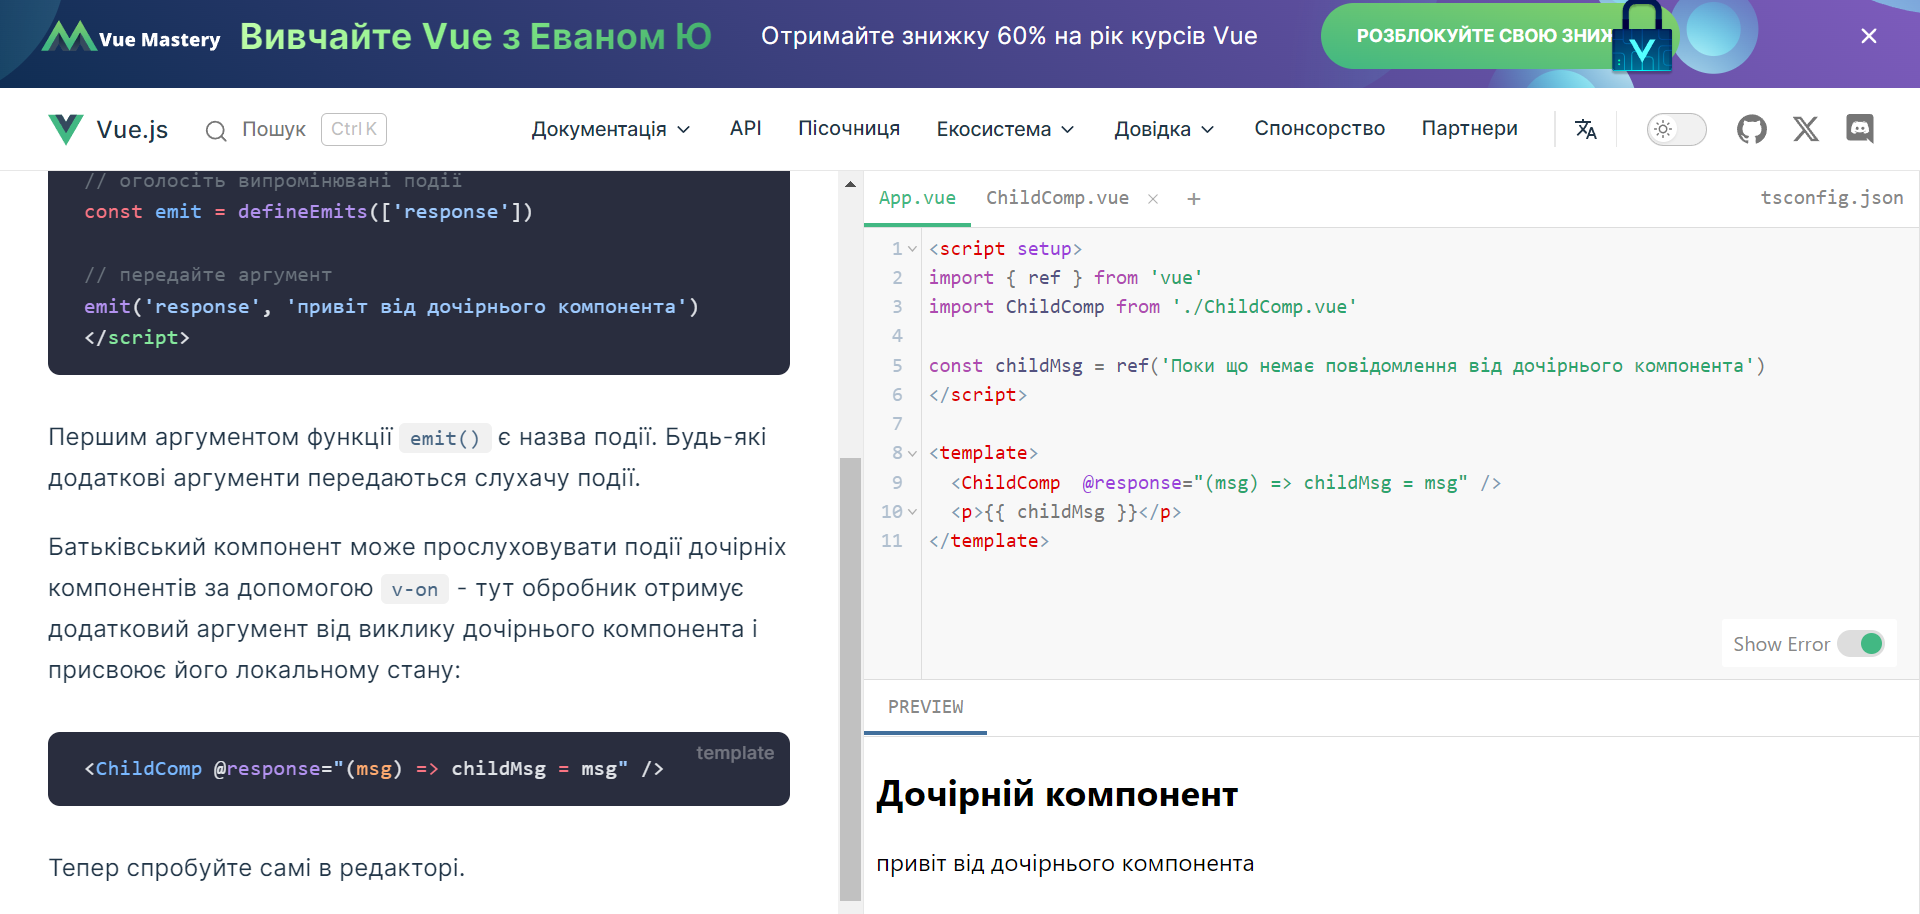 Vue Mastery Вивчайте Vue з Еваном Ю Отримайте знижку 60% на рік курсів Vue РОЗБЛОКУЙТЕ СВОЮ
Vue.js Пошук Ctrl K Документація API Пісочниця Екосистема Довідка Спонсорство Партнери
// оголосіть випромінювані події
const emit = defineEmits(['response'])
// передайте аргумент
emit('response', 'привіт від дочірнього компонента')
</script>
Першим аргументом функції emit() є назва події. Будь-які
додаткові аргументи передаються слухачу події.
Батьківський компонент може прослуховувати події дочірніх
компонентів за допомогою v-on - тут обробник отримує
додатковий аргумент від виклику дочірнього компонента і
присвоює його локальному стану:
template
<ChildComp @response="(msg) => childMsg = msg" />
Тепер спробуйте самі в редакторі.
App.vue ChildComp.vue × + tsconfig.json
1 <script setup>
2 import { ref } from 'vue'
3 import ChildComp from './ChildComp.vue'
4
5 const childMsg = ref('Поки що немає повідомлення від дочірнього компонента')
6 </script>
7
8 <template>
9 <ChildComp  @response="(msg) => childMsg = msg" />
10 <p>{{ childMsg }}</p>
11 </template>
Show Error
PREVIEW
Дочірній компонент
привіт від дочірнього компонента